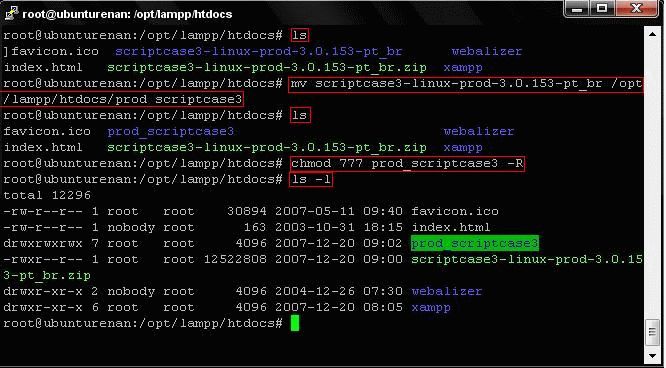 root@ubunturenan: /opt/lampp/htdocs
root@ubunturenan:/opt/lampp/htdocs# ls
]favicon.ico  scriptcase3-linux-prod-3.0.153-pt_br      webalizer
index.html  scriptcase3-linux-prod-3.0.153-pt_br.zip  xampp
root@ubunturenan:/opt/lampp/htdocs# mv scriptcase3-linux-prod-3.0.153-pt_br /opt
/lampp/htdocs/prod_scriptcase3
root@ubunturenan:/opt/lampp/htdocs# ls
favicon.ico  prod_scriptcase3                          webalizer
index.html  scriptcase3-linux-prod-3.0.153-pt_br.zip  xampp
root@ubunturenan:/opt/lampp/htdocs# chmod 777 prod_scriptcase3 -R
root@ubunturenan:/opt/lampp/htdocs# ls -l
total 12296
-rw-r--r-- 1 root   root    30894 2007-05-11 09:40 favicon.ico
-rw-r--r-- 1 nobody root      163 2003-10-31 18:15 index.html
drwxrwxrwx 7 root   root     4096 2007-12-20 09:02 prod_scriptcase3
-rwxr--r-- 1 root   root 12522808 2007-12-20 09:00 scriptcase3-linux-prod-3.0.15
3-pt_br.zip
drwxr-xr-x 2 nobody root     4096 2004-12-26 07:30 webalizer
drwxr-xr-x 6 root   root     4096 2007-12-20 08:05 xampp
root@ubunturenan:/opt/lampp/htdocs#